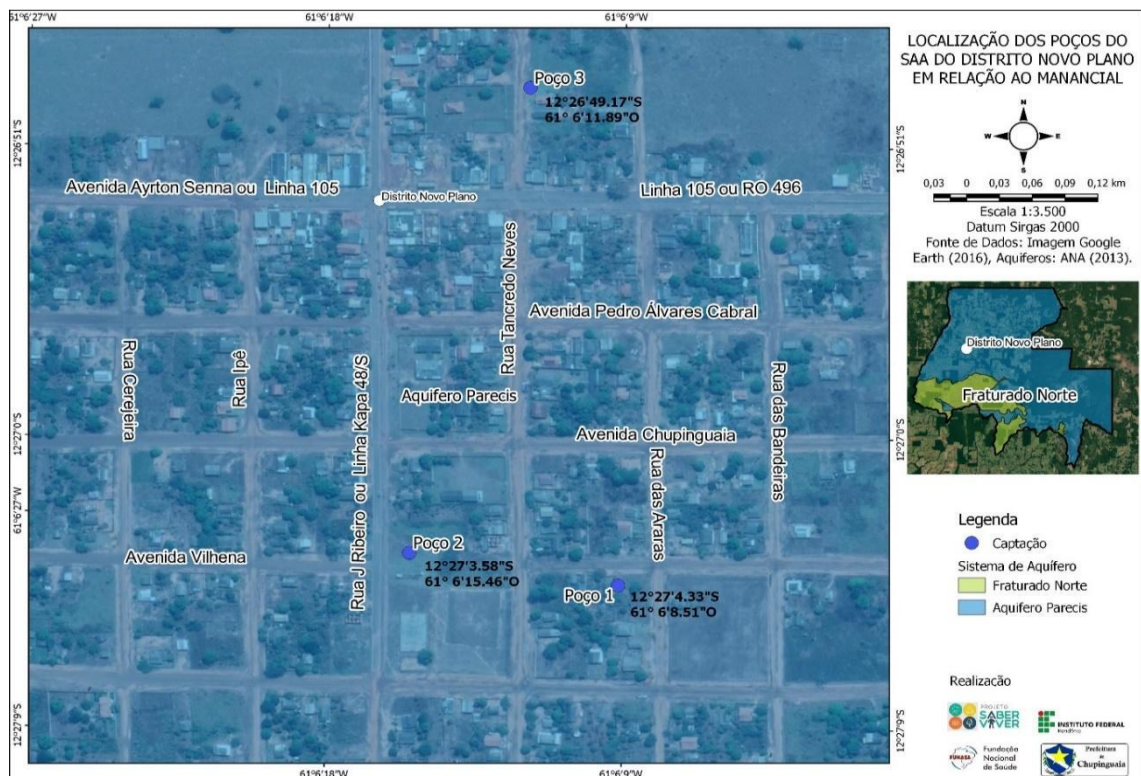 61°6'27"W
61°6'18"W
61°6'9"W
12°26'51"S
12°26'51"S
Poço 3
12°26'49.17"S
61° 6'11.89"O
Avenida Ayrton Senna ou Linha 105
Distrito Novo Plano
Linha 105 ou RO 496
Rua Tancredo Neves
Avenida Pedro Álvares Cabral
Rua Cerejeira
Rua Ipê
Rua J Ribeiro ou Linha Kapa 48/S
Aquífero Parecis
Rua das Bandeiras
12°27'0"S
12°27'0"S
Avenida Chupinguaia
Rua das Araras
61°6'27"W
Avenida Vilhena
Poço 2
12°27'3.58"S
61° 6'15.46"O
Poço 1
12°27'4.33"S
61° 6'8.51"O
12°27'9"S
12°27'9"S
61°6'18"W
61°6'9"W
LOCALIZAÇÃO DOS POÇOS DO
SAA DO DISTRITO NOVO PLANO
EM RELAÇÃO AO MANANCIAL
N
W
E
S
0,03 0 0,03 0,06 0,09 0,12 km
Escala 1:3.500
Datum Sirgas 2000
Fonte de Dados: Imagem Google
Earth (2016), Aquiferos: ANA (2013).
Distrito Novo Plano
Fraturado Norte
Legenda
Captação
Sistema de Aquífero
Fraturado Norte
Aquifero Parecis
Realização
PROJETO
SABER
VIVER
INSTITUTO FEDERAL
Rondônia
FUNASA
Fundação
Nacional
de Saúde
Prefeitura
de
Chupinguaia